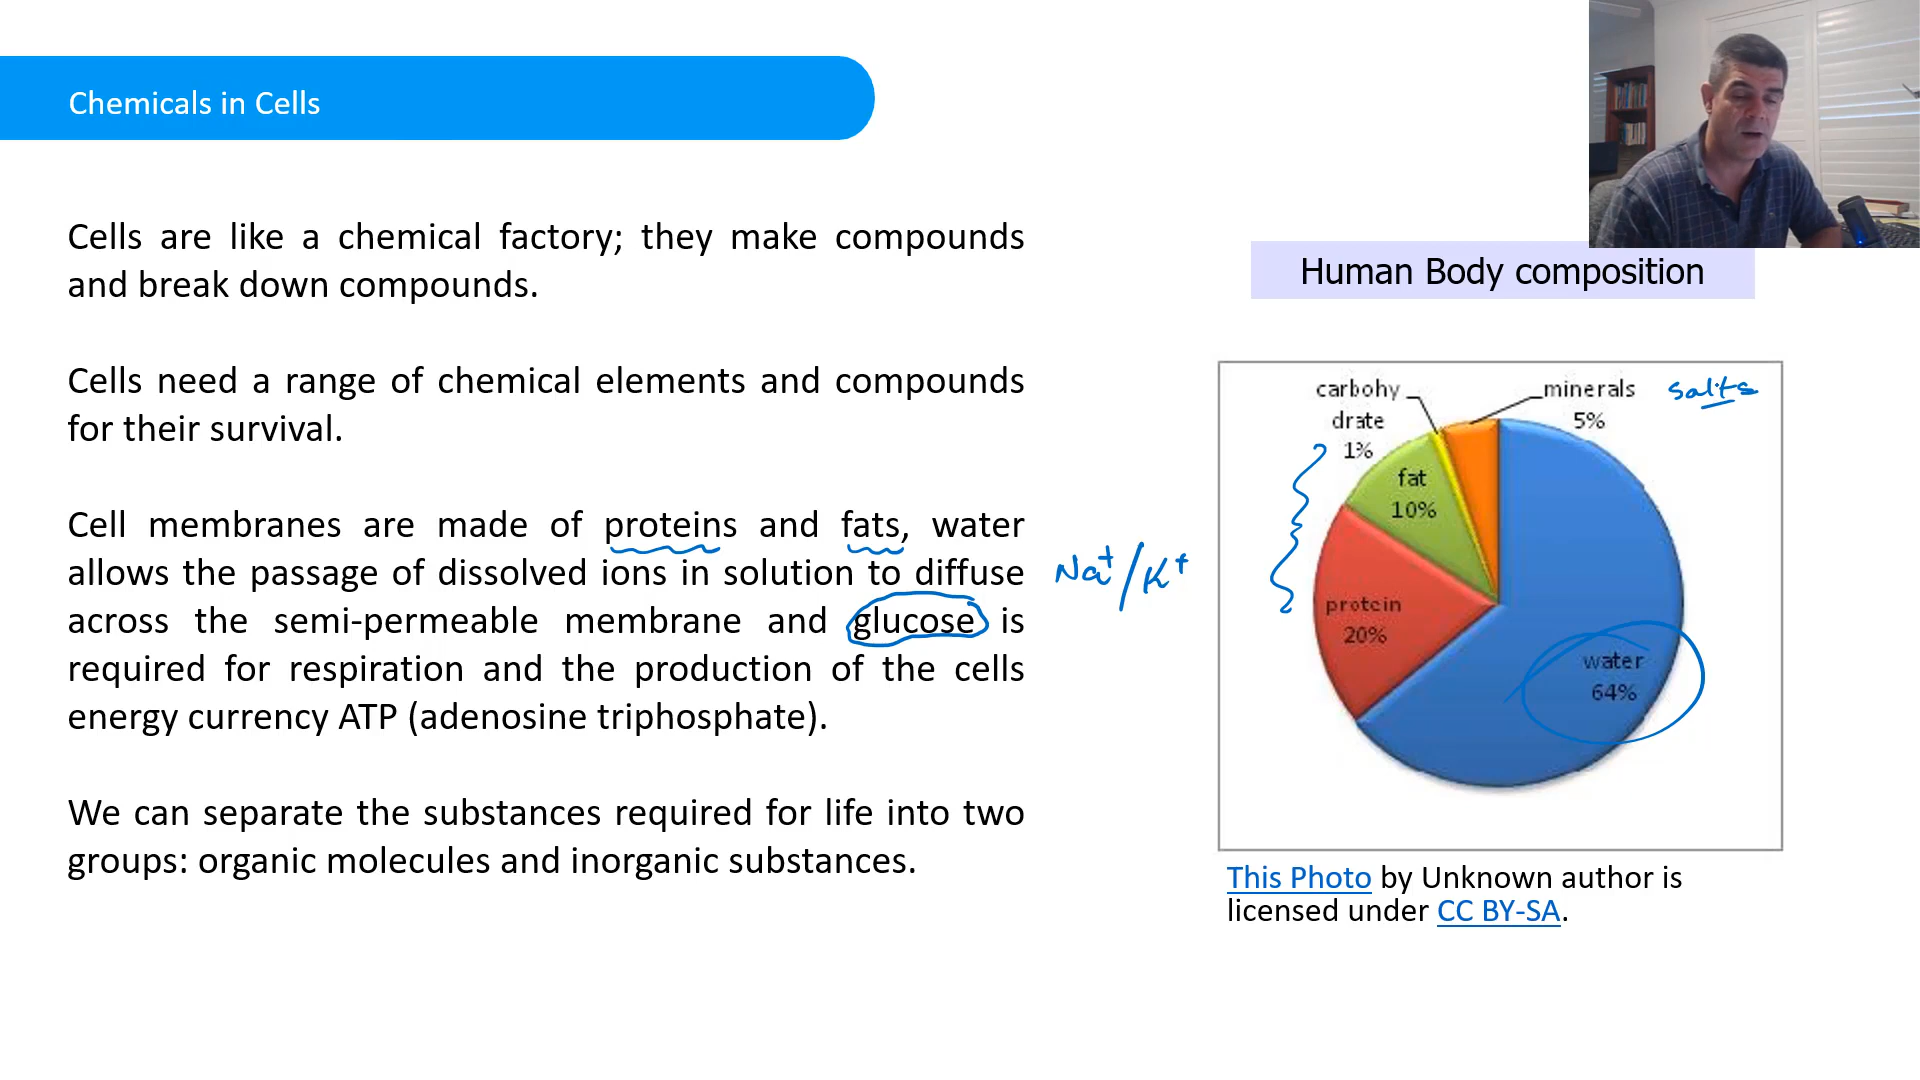 Chemicals in Cells
Cells are like a chemical factory; they make compounds
and break down compounds.
Cells need a range of chemical elements and compounds
for their survival.
Cell membranes are made of proteins and fats, water
allows the passage of dissolved ions in solution to diffuse
across the semi-permeable membrane and glucose is
required for respiration and the production of the cells
energy currency ATP (adenosine triphosphate).
We can separate the substances required for life into two
groups: organic molecules and inorganic substances.
Na⁺/K⁺
Human Body composition
carbohy
drate
1%
minerals
5%
salts
fat
10%
protein
20%
water
64%
This Photo by Unknown author is
licensed under CC BY-SA.